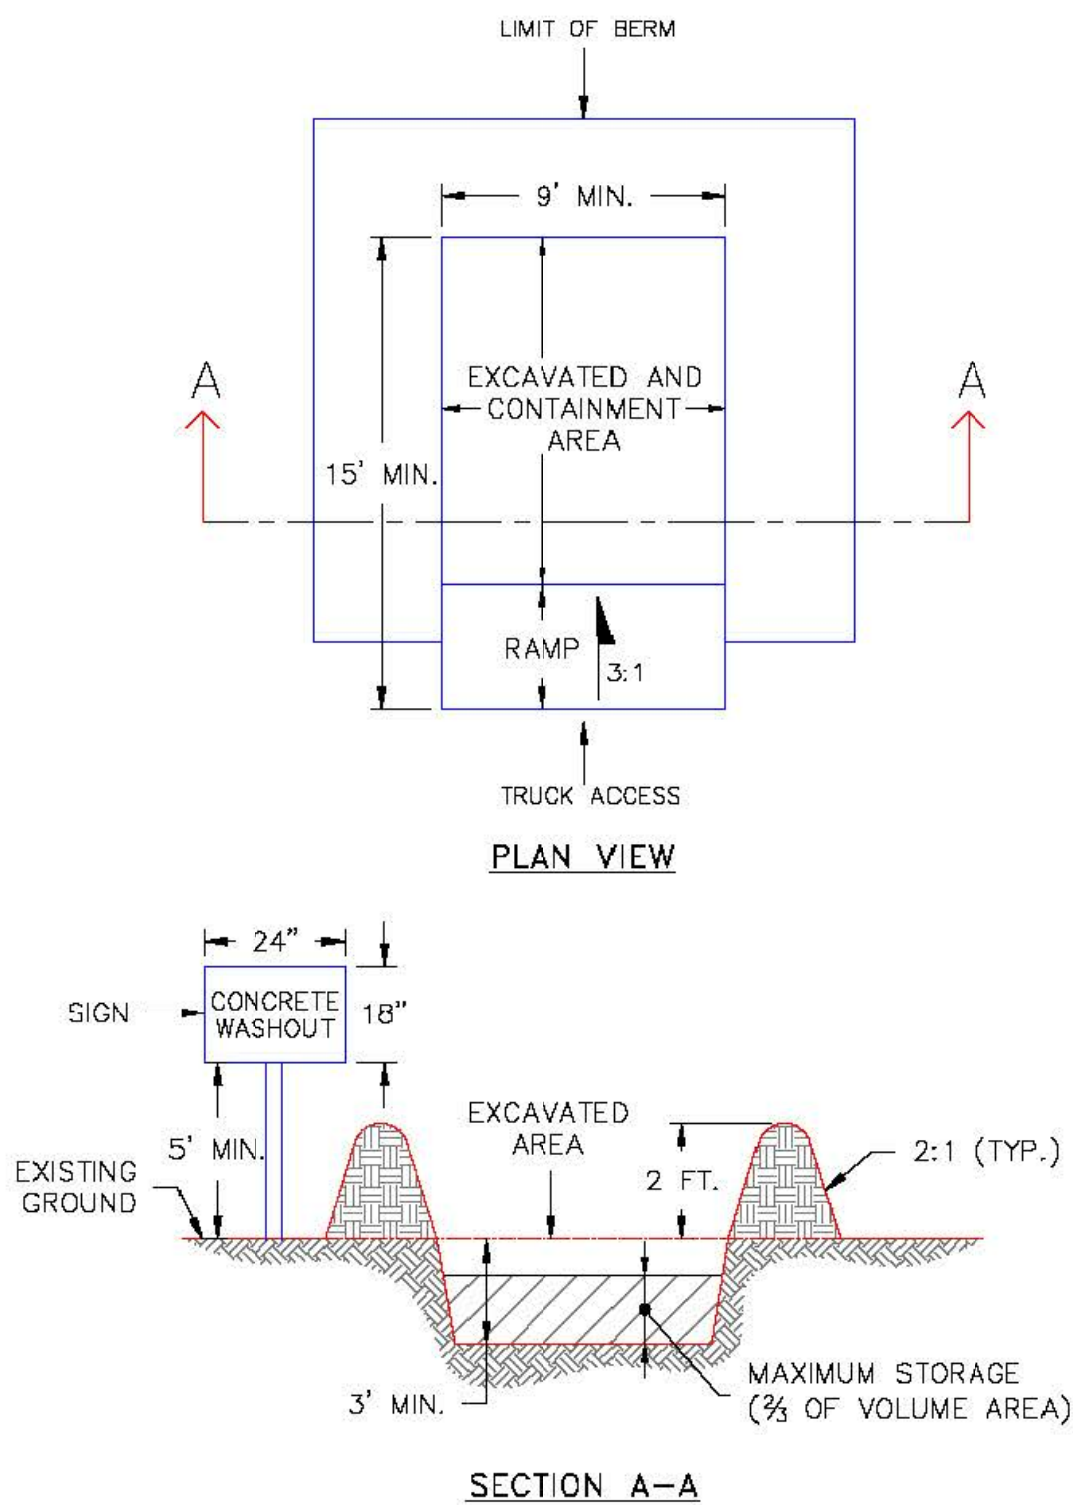 LIMIT OF BERM
9' MIN.
A
A
EXCAVATED AND
CONTAINMENT
AREA
15' MIN.
RAMP
3:1
TRUCK ACCESS
PLAN VIEW
24"
SIGN
CONCRETE
WASHOUT
18"
EXCAVATED
AREA
5' MIN.
2 FT.
2:1 (TYP.)
EXISTING
GROUND
3' MIN.
MAXIMUM STORAGE
(⅔ OF VOLUME AREA)
SECTION A-A